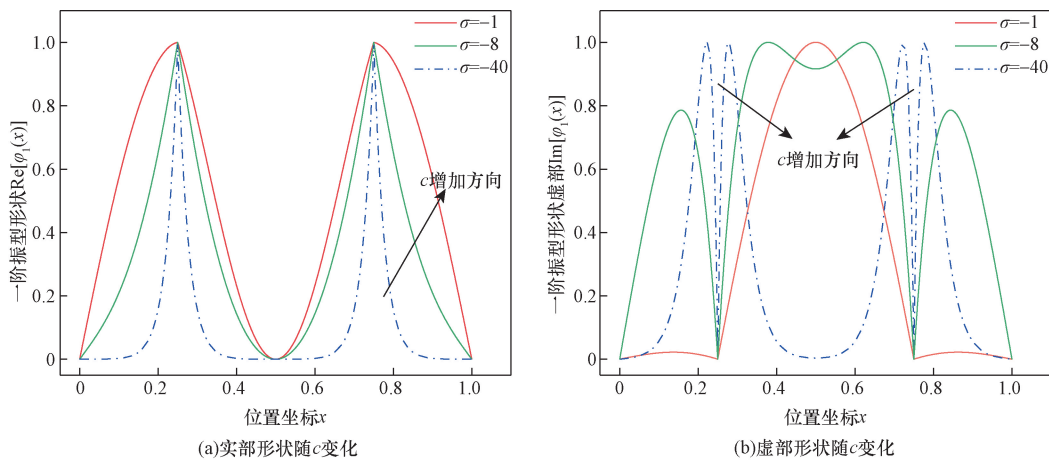 σ=−1
σ=−8
σ=−40
1.0
0.8
0.6
0.4
0.2
0
一阶振型形状Re[φ₁(x)]
c增加方向
0
0.2
0.4
0.6
0.8
1.0
位置坐标x
(a)实部形状随c变化
σ=−1
σ=−8
σ=−40
1.0
0.8
0.6
0.4
0.2
0
一阶振型形状虚部Im[φ₁(x)]
c增加方向
0
0.2
0.4
0.6
0.8
1.0
位置坐标x
(b)虚部形状随c变化